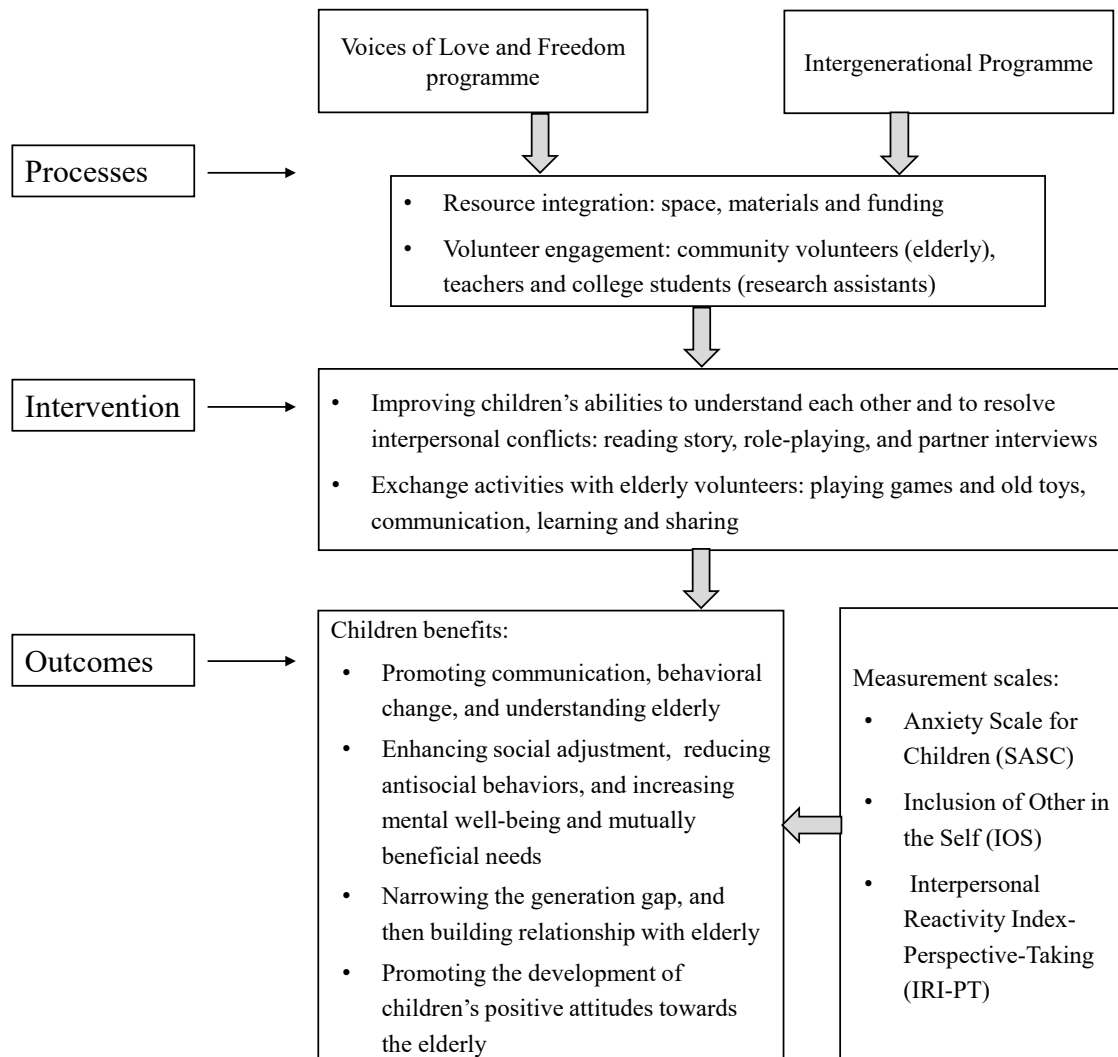 Voices of Love and Freedom
programme
Intergenerational Programme
Processes
• Resource integration: space, materials and funding
• Volunteer engagement: community volunteers (elderly),
teachers and college students (research assistants)
Intervention
• Improving children’s abilities to understand each other and to resolve
interpersonal conflicts: reading story, role-playing, and partner interviews
• Exchange activities with elderly volunteers: playing games and old toys,
communication, learning and sharing
Outcomes
Children benefits:
• Promoting communication, behavioral
change, and understanding elderly
• Enhancing social adjustment, reducing
antisocial behaviors, and increasing
mental well-being and mutually
beneficial needs
• Narrowing the generation gap, and
then building relationship with elderly
• Promoting the development of
children’s positive attitudes towards
the elderly
Measurement scales:
• Anxiety Scale for
Children (SASC)
• Inclusion of Other in
the Self (IOS)
• Interpersonal
Reactivity Index-
Perspective-Taking
(IRI-PT)